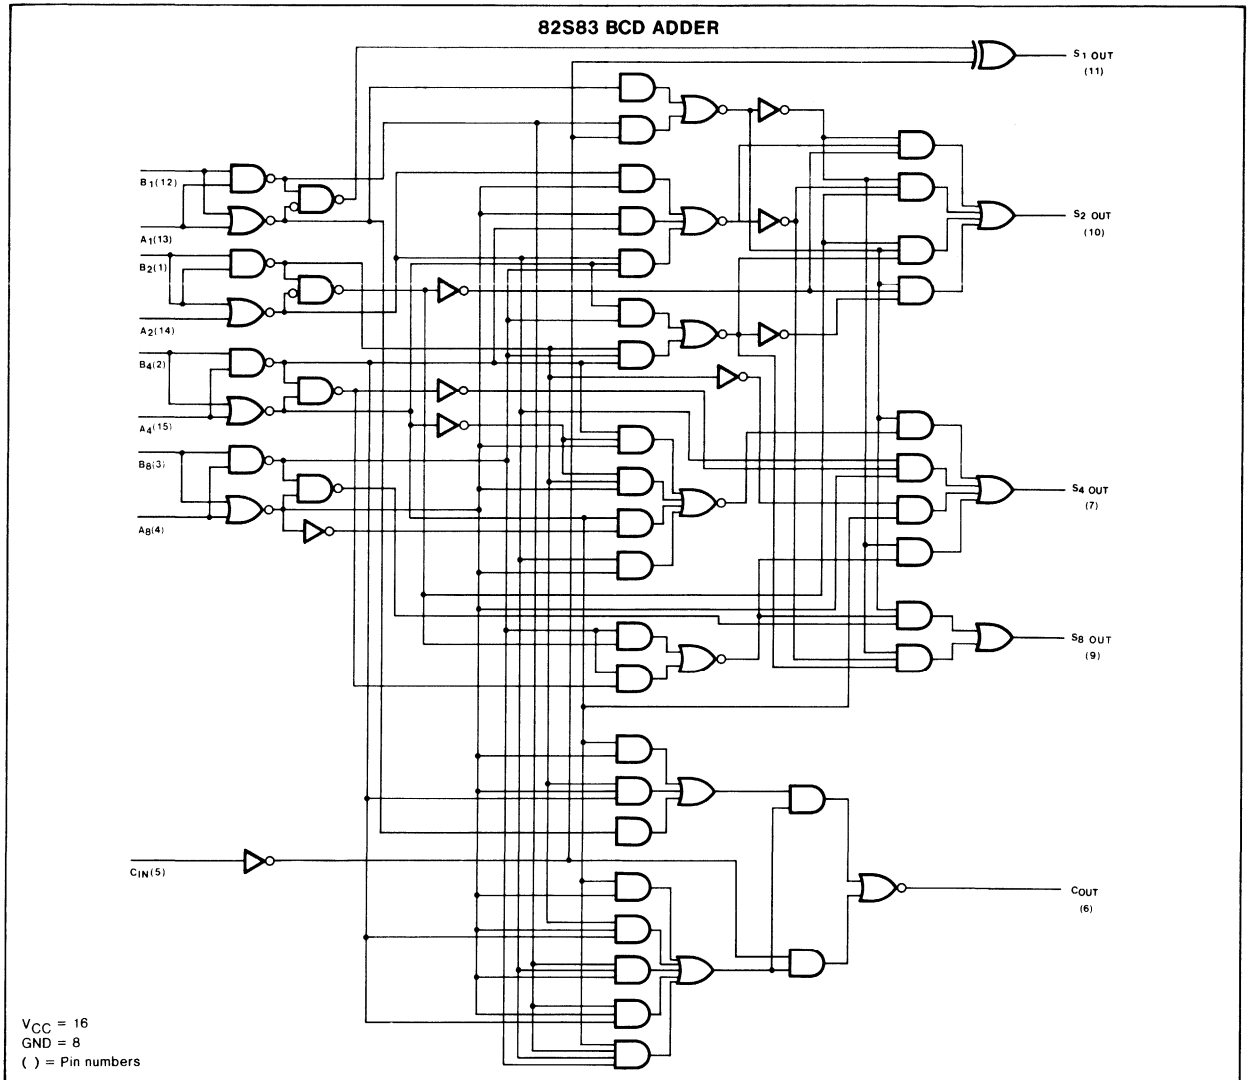 82S83 BCD ADDER
S1 OUT
(11)
B1(12)
A1(13)
S2 OUT
(10)
B2(1)
A2(14)
B4(2)
A4(15)
B8(3)
S4 OUT
(7)
A8(4)
S8 OUT
(9)
CIN(5)
COUT
(6)
VCC = 16
GND = 8
( ) = Pin numbers